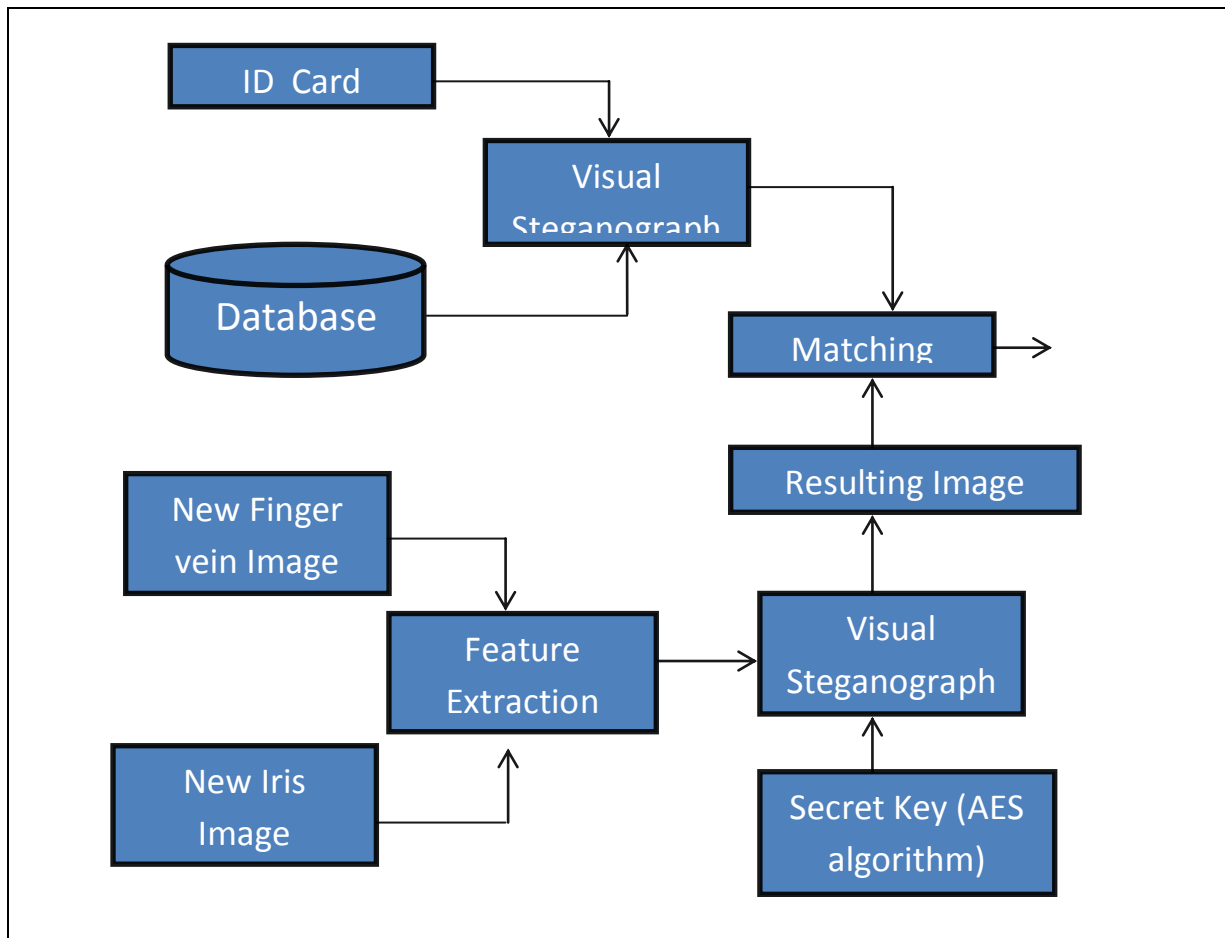 ID Card
Visual
Steganograph
Database
Matching
Resulting Image
New Finger
vein Image
Visual
Steganograph
Feature
Extraction
New Iris
Image
Secret Key (AES
algorithm)